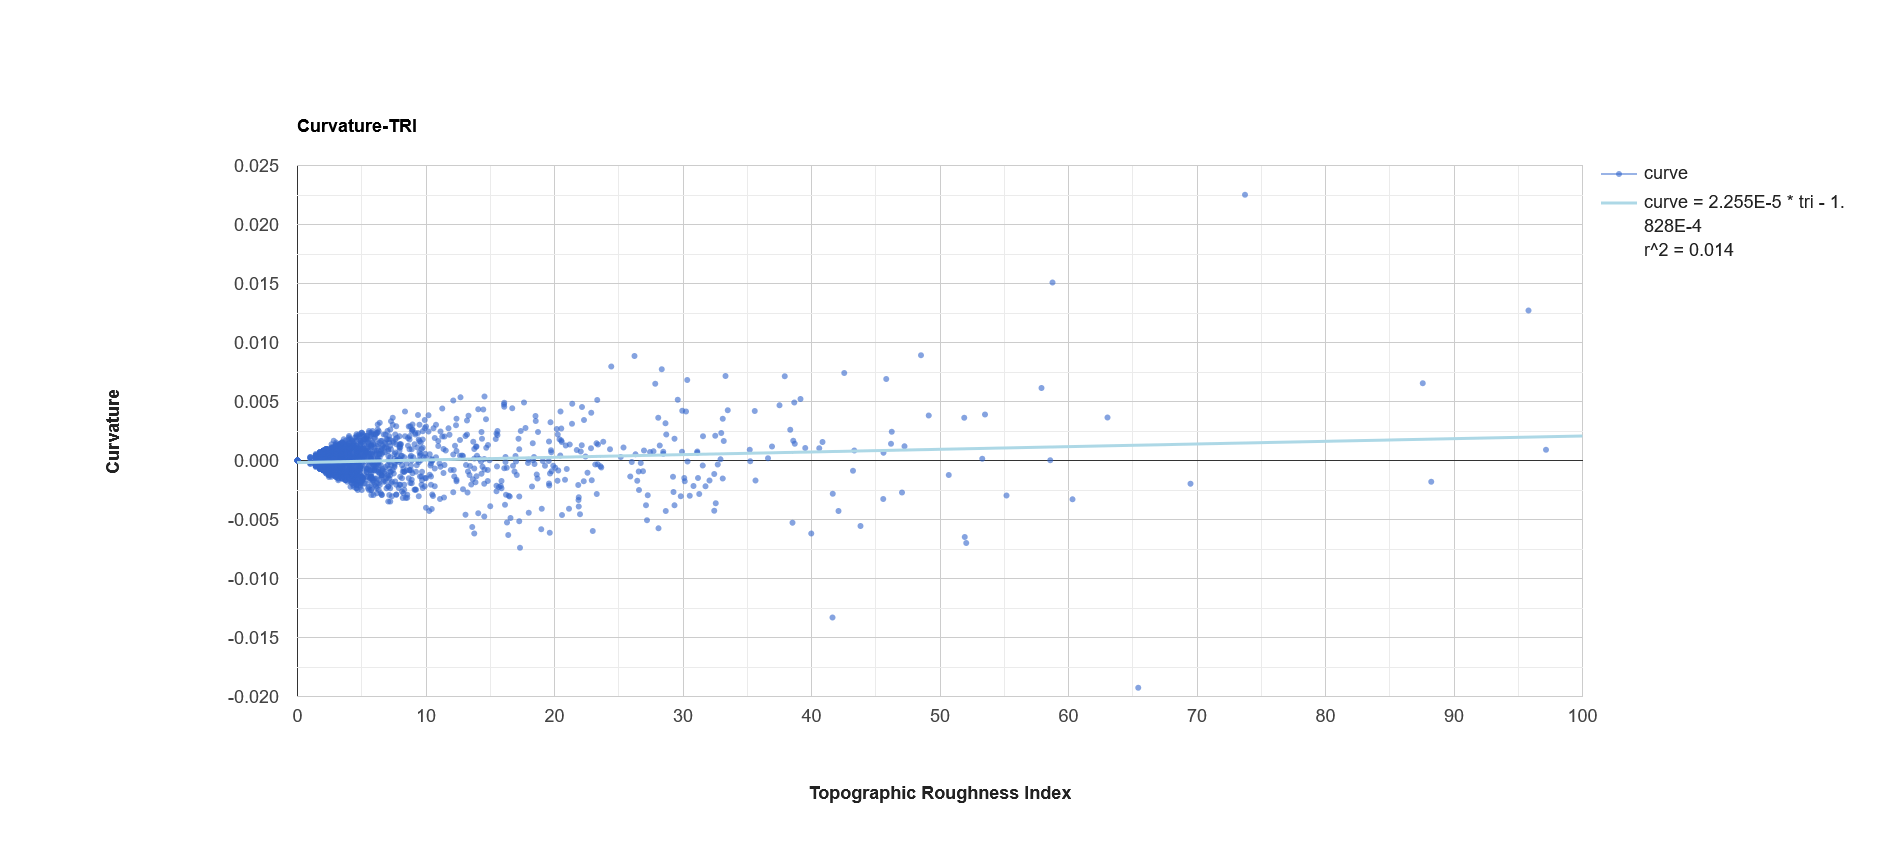 Curvature-TRI
0.025
0.020
0.015
0.010
0.005
0.000
-0.005
-0.010
-0.015
-0.020
Curvature
0 10 20 30 40 50 60 70 80 90 100
Topographic Roughness Index
curve
curve = 2.255E-5 * tri - 1.
828E-4
r^2 = 0.014